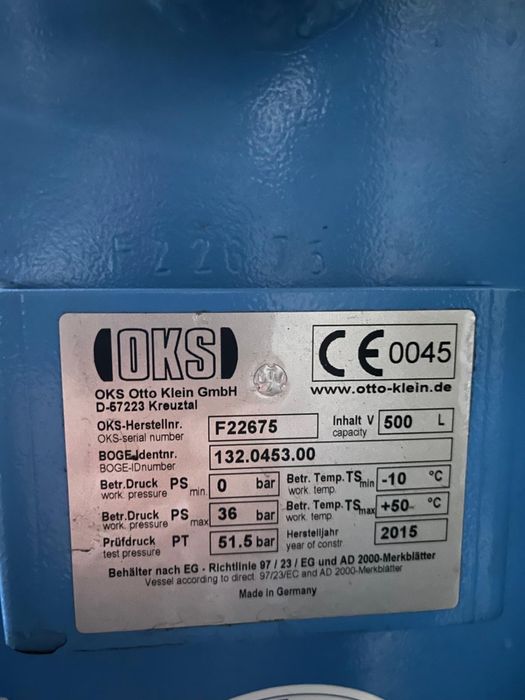 F22675
OKS
CE 0045
OKS Otto Klein GmbH
D-57223 Kreuztal
www.otto-klein.de
OKS-Herstellnr. F22675 Inhalt V 500 L
OKS-serial number capacity
BOGE-Identnr. 132.0453.00
BOGE-IDnumber
Betr.Druck PS min. 0 bar Betr. Temp. TS min -10 °C
work. pressure work. temp.
Betr.Druck PS max 36 bar Betr. Temp. TS max +50 °C
work. pressure work. temp.
Prüfdruck PT 51.5 bar Herstelljahr 2015
test pressure year of constr.
Behälter nach EG - Richtlinie 97 / 23 / EG und AD 2000-Merkblätter
Vessel according to direct 97/23/EC and AD 2000-Merkblätter
Made in Germany